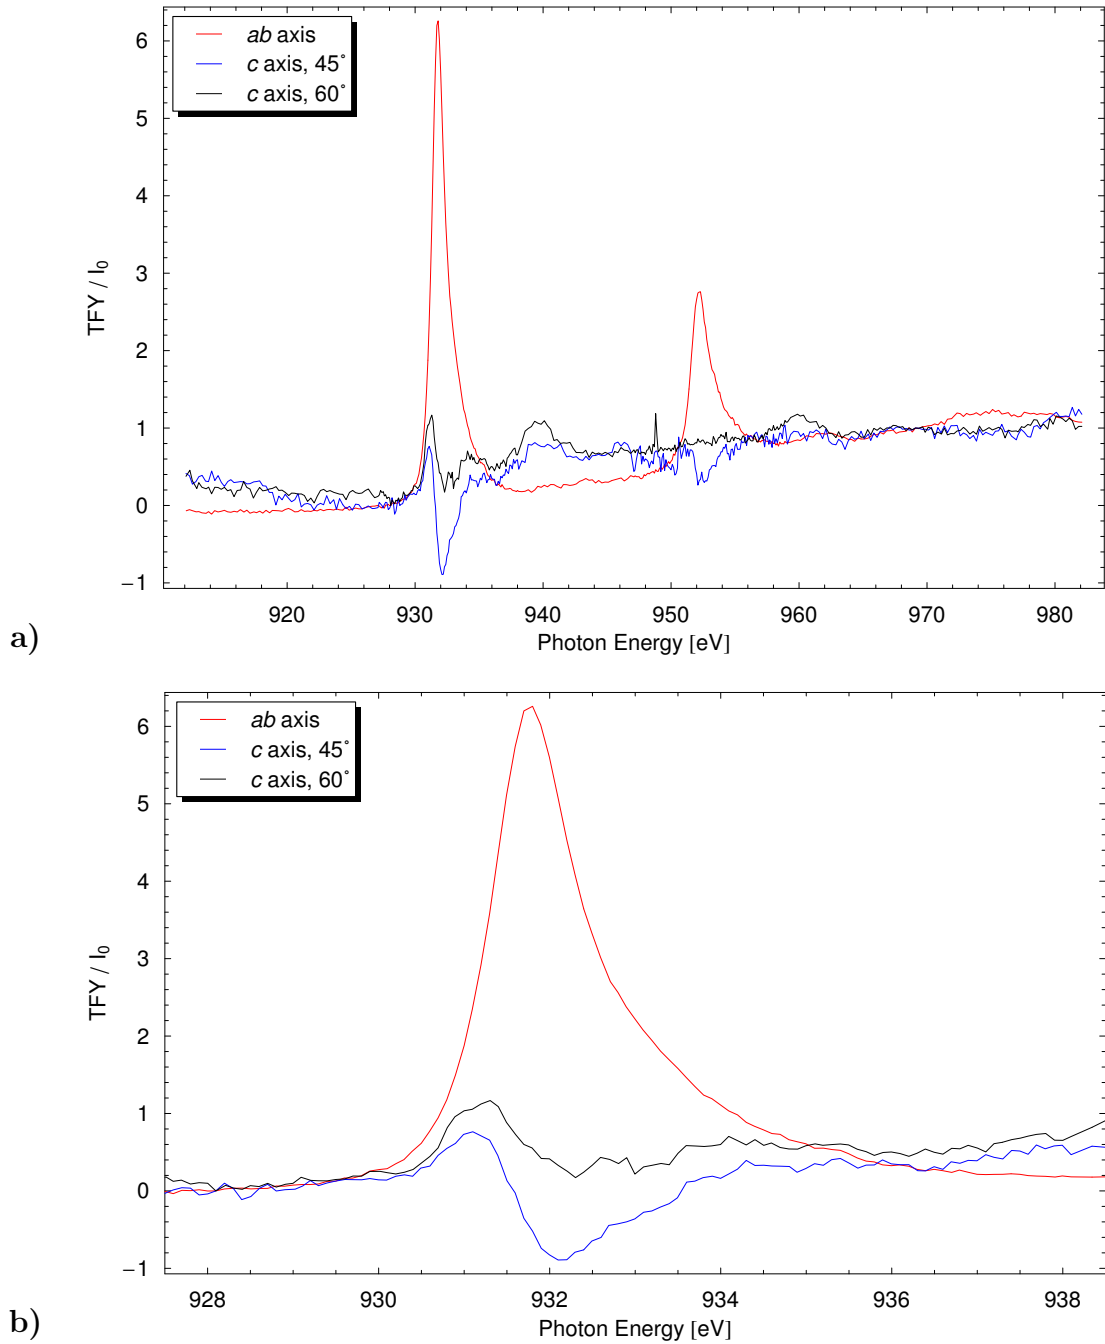 ab axis
c axis, 45°
c axis, 60°
6
5
4
3
2
1
0
−1
TFY / I₀
920 930 940 950 960 970 980
Photon Energy [eV]
a)
ab axis
c axis, 45°
c axis, 60°
6
5
4
3
2
1
0
−1
TFY / I₀
928 930 932 934 936 938
Photon Energy [eV]
b)